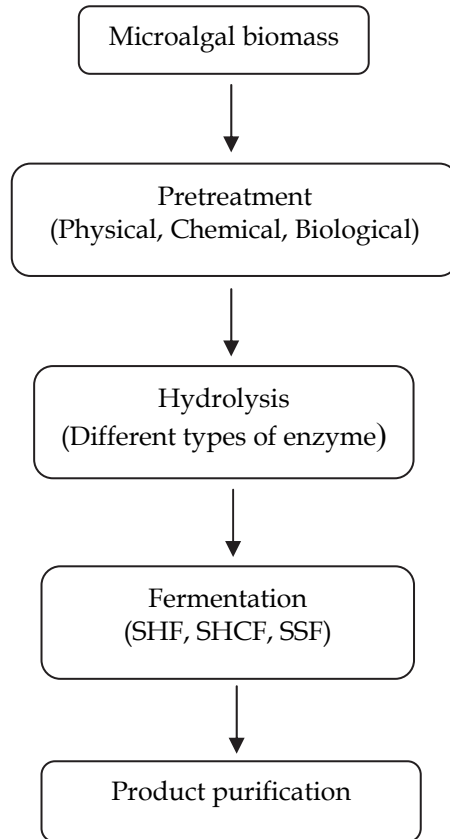 Microalgal biomass
Pretreatment
(Physical, Chemical, Biological)
Hydrolysis
(Different types of enzyme)
Fermentation
(SHF, SHCF, SSF)
Product purification